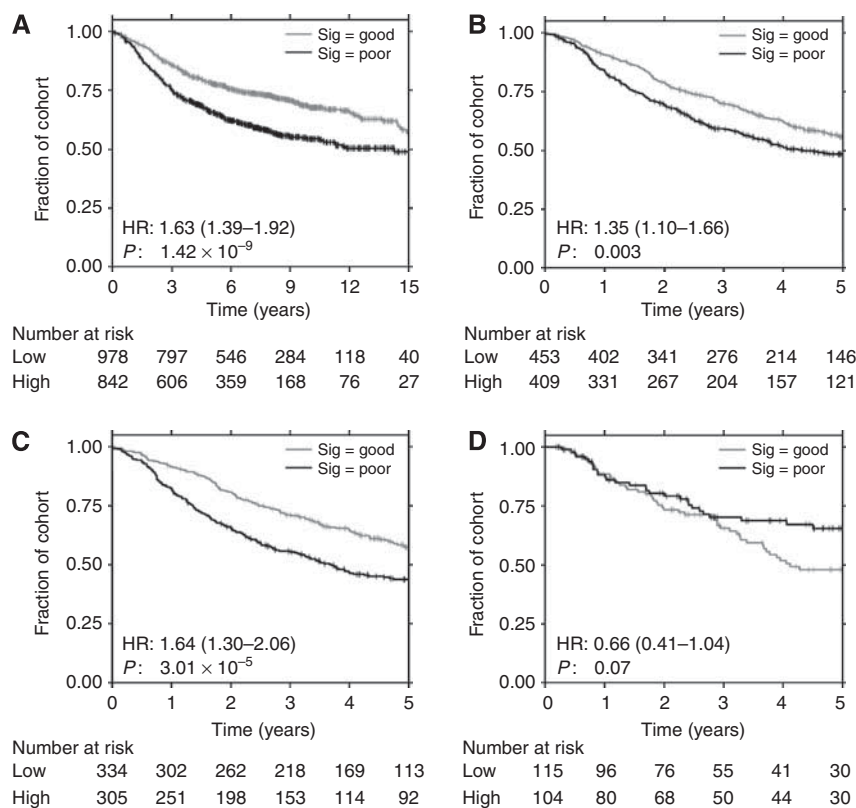 A
1.00
0.75
0.50
0.25
0.00
Fraction of cohort
Sig = good
Sig = poor
HR: 1.63 (1.39–1.92)
P: 1.42 × 10–9
0 3 6 9 12 15
Time (years)
Number at risk
Low 978 797 546 284 118 40
High 842 606 359 168 76 27
B
1.00
0.75
0.50
0.25
0.00
Fraction of cohort
Sig = good
Sig = poor
HR: 1.35 (1.10–1.66)
P: 0.003
0 1 2 3 4 5
Time (years)
Number at risk
Low 453 402 341 276 214 146
High 409 331 267 204 157 121
C
1.00
0.75
0.50
0.25
0.00
Fraction of cohort
Sig = good
Sig = poor
HR: 1.64 (1.30–2.06)
P: 3.01 × 10–5
0 1 2 3 4 5
Time (years)
Number at risk
Low 334 302 262 218 169 113
High 305 251 198 153 114 92
D
1.00
0.75
0.50
0.25
0.00
Fraction of cohort
Sig = good
Sig = poor
HR: 0.66 (0.41–1.04)
P: 0.07
0 1 2 3 4 5
Time (years)
Number at risk
Low 115 96 76 55 41 30
High 104 80 68 50 44 30